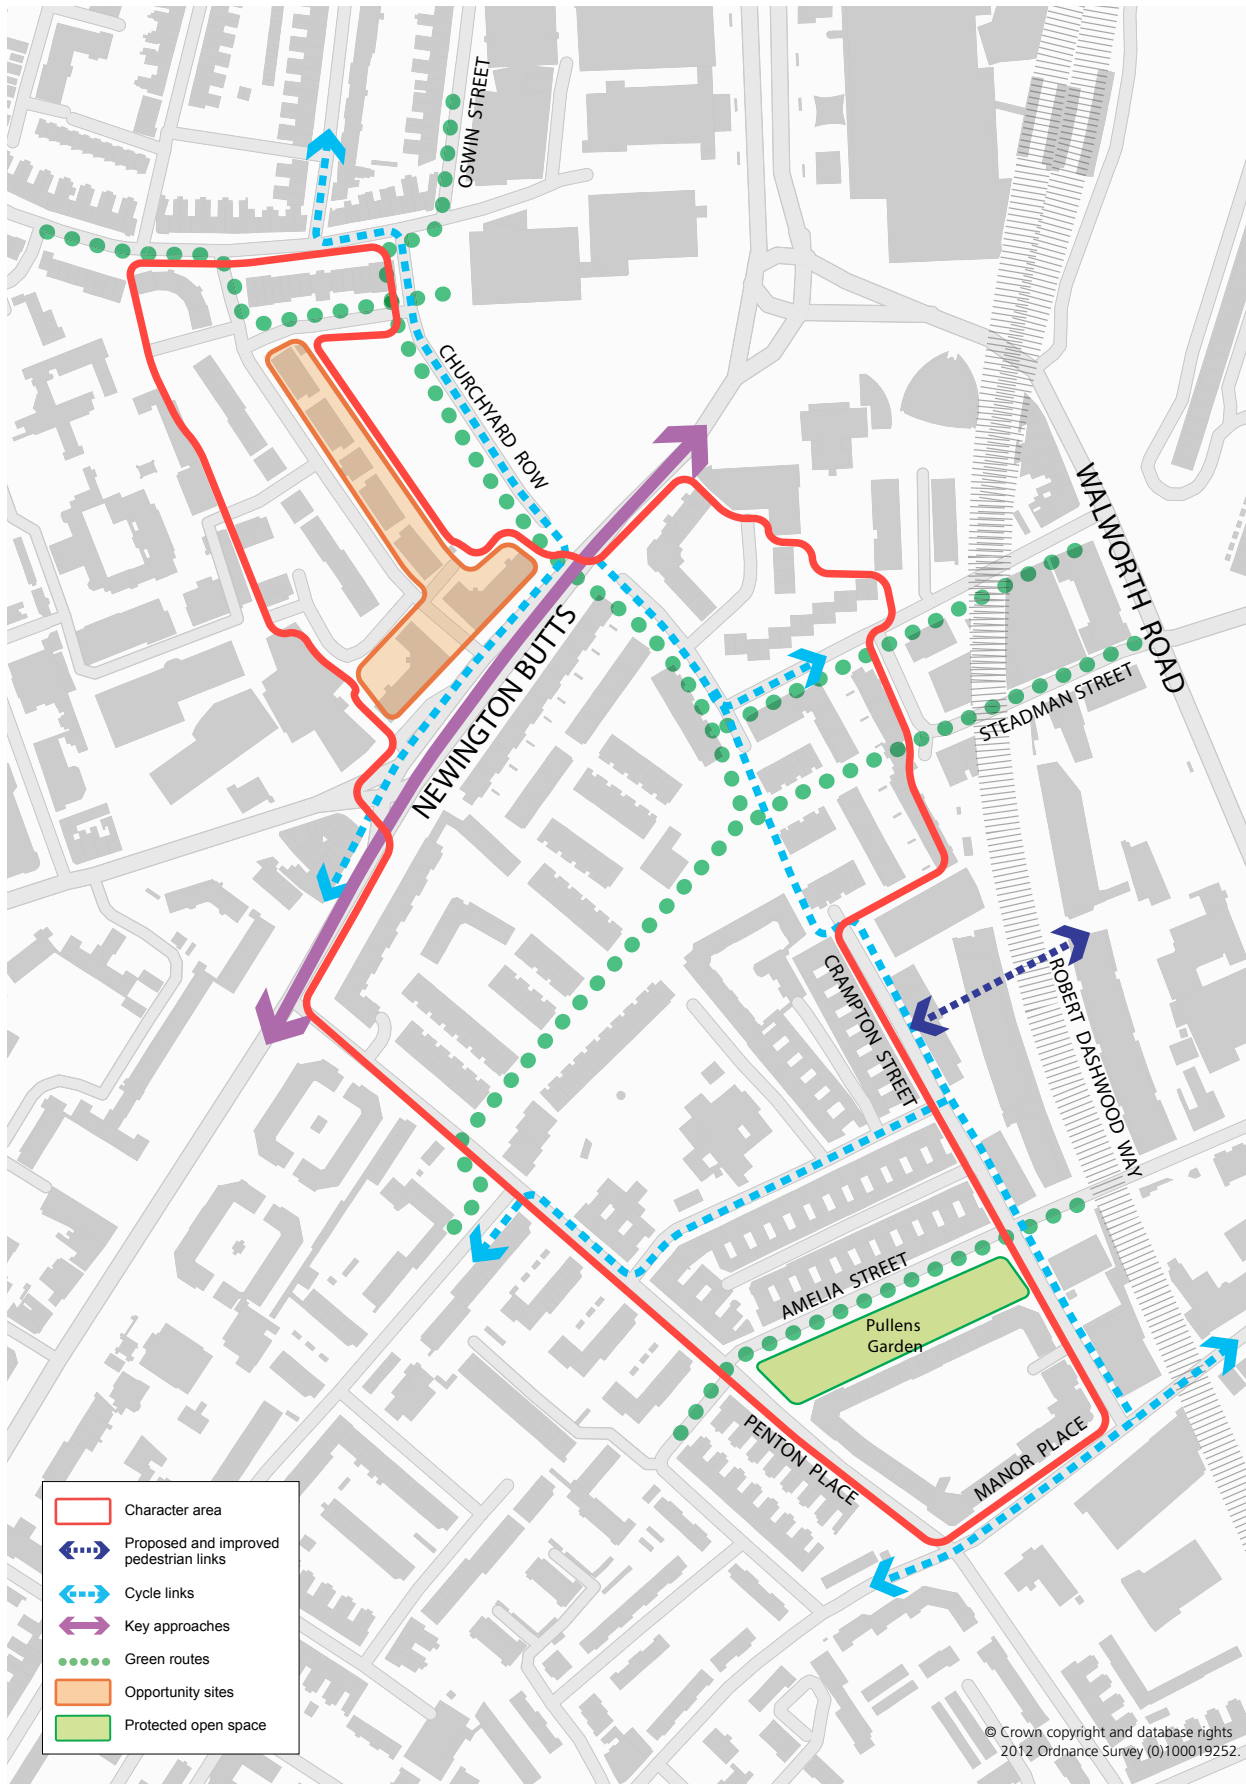 OSWIN STREET
CHURCHYARD ROW
WALWORTH ROAD
NEWINGTON BUTTS
STEADMAN STREET
CRAMPTON STREET
ROBERT DASHWOOD WAY
AMELIA STREET
Pullens
Garden
PENTON PLACE
MANOR PLACE
Character area
Proposed and improved
pedestrian links
Cycle links
Key approaches
Green routes
Opportunity sites
Protected open space
© Crown copyright and database rights
2012 Ordnance Survey (0)100019252.